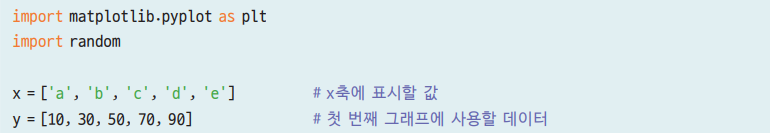 import matplotlib.pyplot as plt
import random
x = ['a', 'b', 'c', 'd', 'e'] # x축에 표시할 값
y = [10, 30, 50, 70, 90] # 첫 번째 그래프에 사용할 데이터